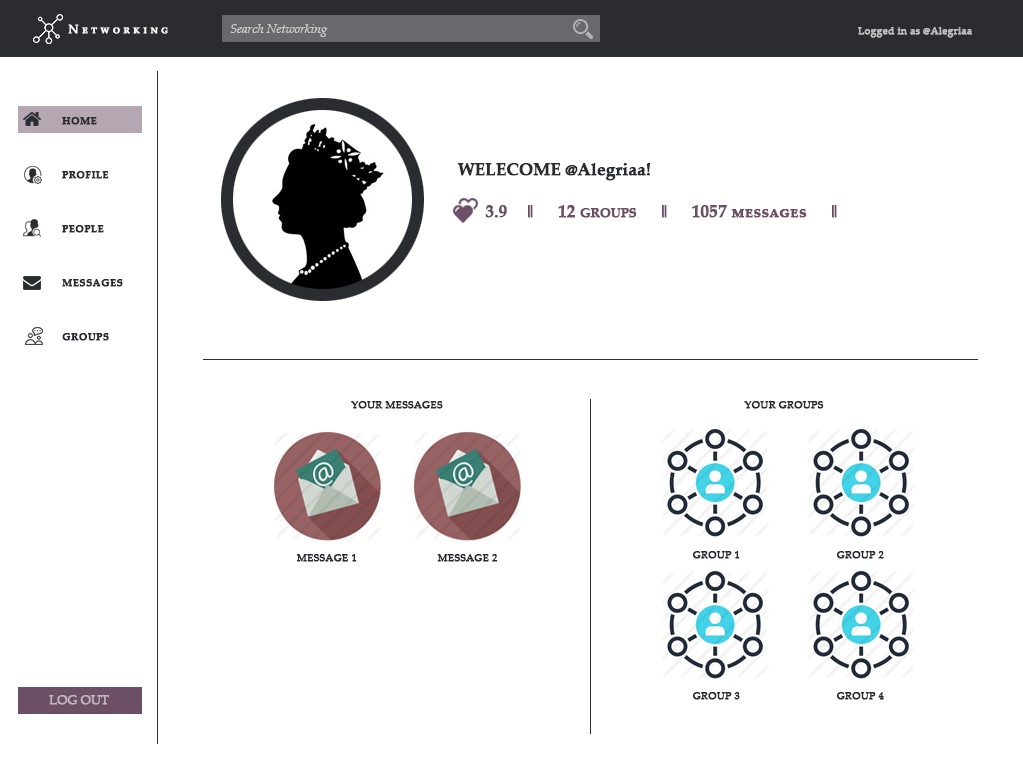 NETWORKING
Search Networking
Logged in as @Alegriaa
HOME
PROFILE
PEOPLE
MESSAGES
GROUPS
LOG OUT
WELECOME @Alegriaa!
3.9 || 12 GROUPS || 1057 MESSAGES ||
YOUR MESSAGES
@ @
MESSAGE 1 MESSAGE 2
YOUR GROUPS
GROUP 1 GROUP 2
GROUP 3 GROUP 4